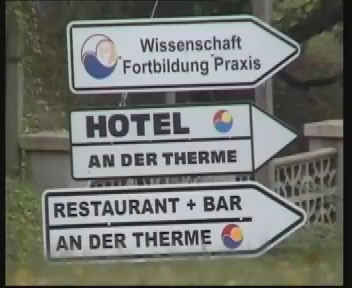 Wissenschaft
Fortbildung Praxis
HOTEL
AN DER THERME
RESTAURANT + BAR
AN DER THERME